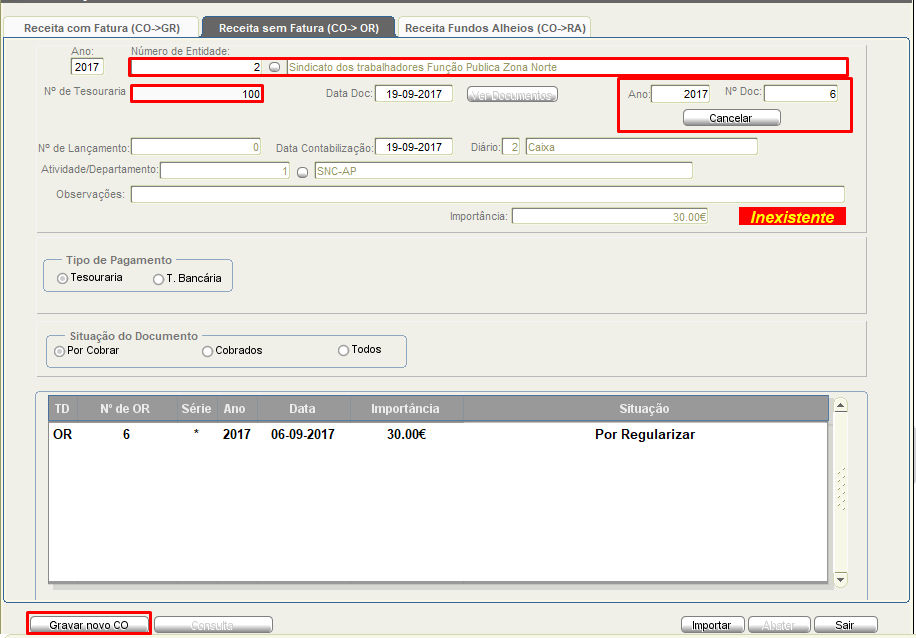 Receita com Fatura (CO->GR) Receita sem Fatura (CO-> OR) Receita Fundos Alheios (CO->RA)
Ano: Número de Entidade:
2017 2 Sindicato dos trabalhadores Função Publica Zona Norte
Nº de Tesouraria 100 Data Doc: 19-09-2017 Ver Documentos Ano: 2017 Nº Doc: 6
Cancelar
Nº de Lançamento: 0 Data Contabilização: 19-09-2017 Diário: 2 Caixa
Atividade/Departamento: 1 SNC-AP
Observações:
Importância: 30.00€ Inexistente
Tipo de Pagamento
Tesouraria T. Bancária
Situação do Documento
Por Cobrar Cobrados Todos
TD Nº de OR Série Ano Data Importância Situação
OR 6 * 2017 06-09-2017 30.00€ Por Regularizar
Gravar novo CO Consulta Importar Abater Sair